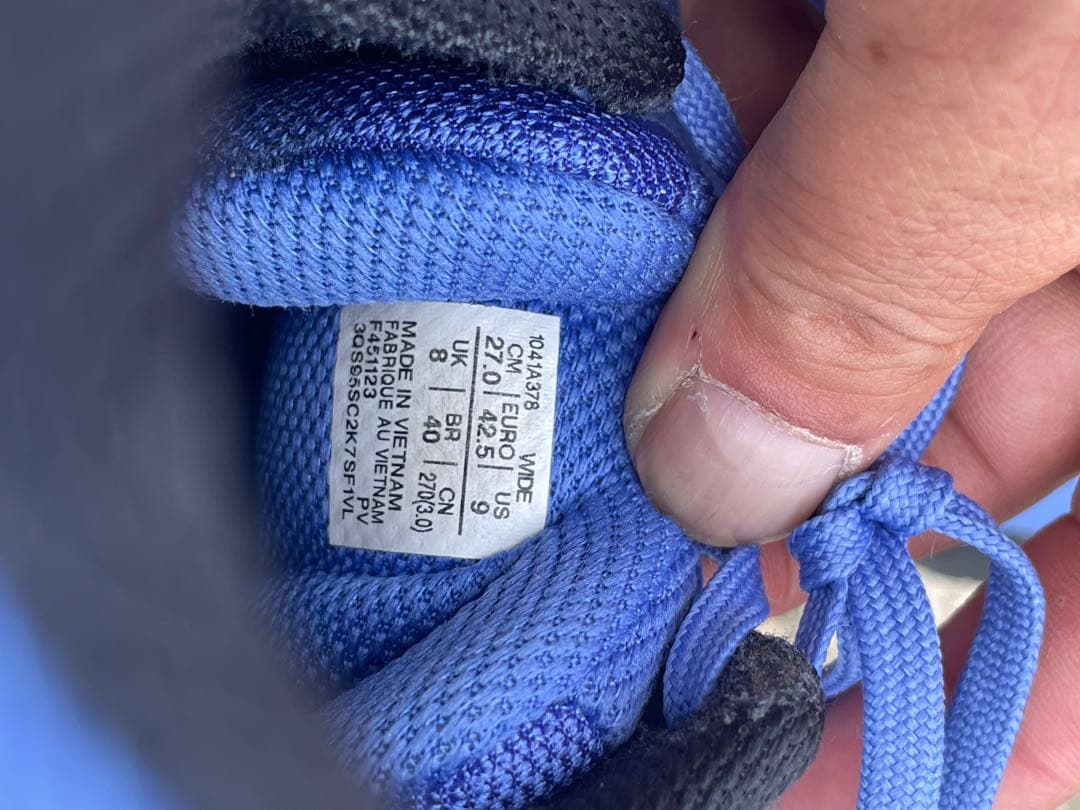 1041A378 WIDE
CM | EURO | US
27.0 | 42.5 | 9
UK | BR | CN
8 | 40 | 270(3.0)
MADE IN VIETNAM
FABRIQUE AU VIETNAM
F451123 PV
3QS95SC2K7SF1VL